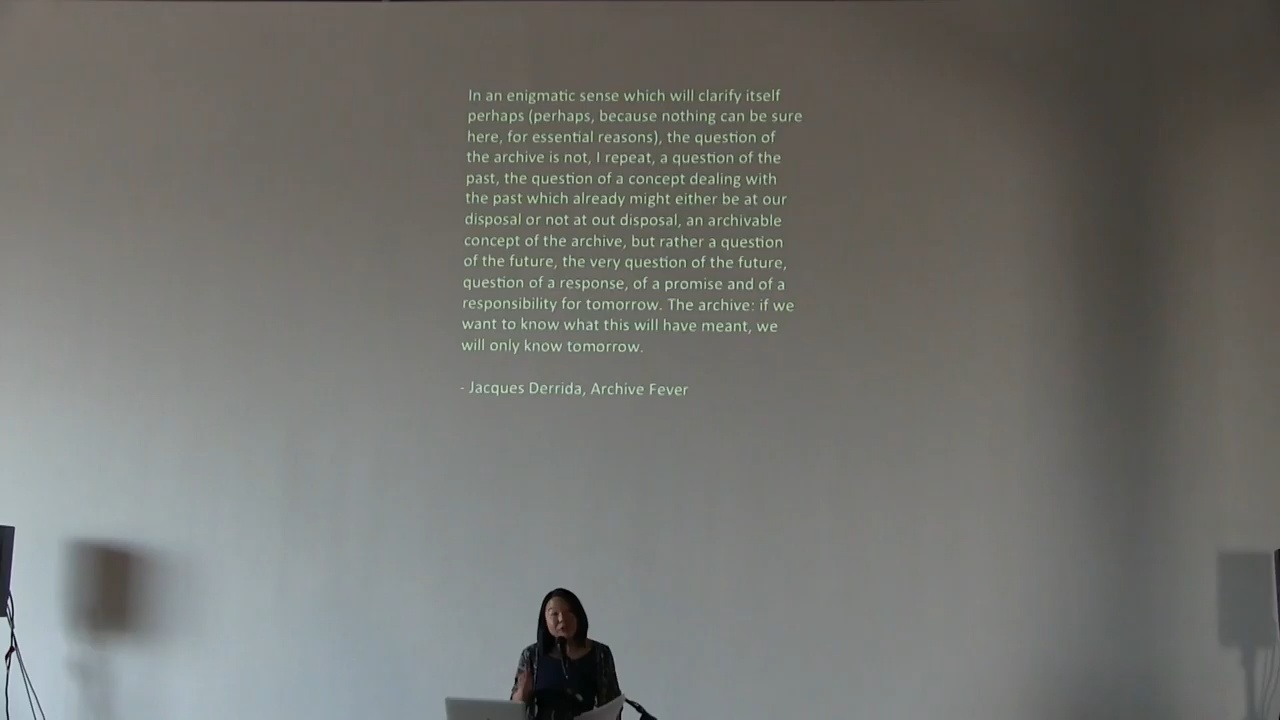 In an enigmatic sense which will clarify itself
perhaps (perhaps, because nothing can be sure
here, for essential reasons), the question of
the archive is not, I repeat, a question of the
past, the question of a concept dealing with
the past which already might either be at our
disposal or not at out disposal, an archivable
concept of the archive, but rather a question
of the future, the very question of the future,
question of a response, of a promise and of a
responsibility for tomorrow. The archive: if we
want to know what this will have meant, we
will only know tomorrow.
- Jacques Derrida, Archive Fever